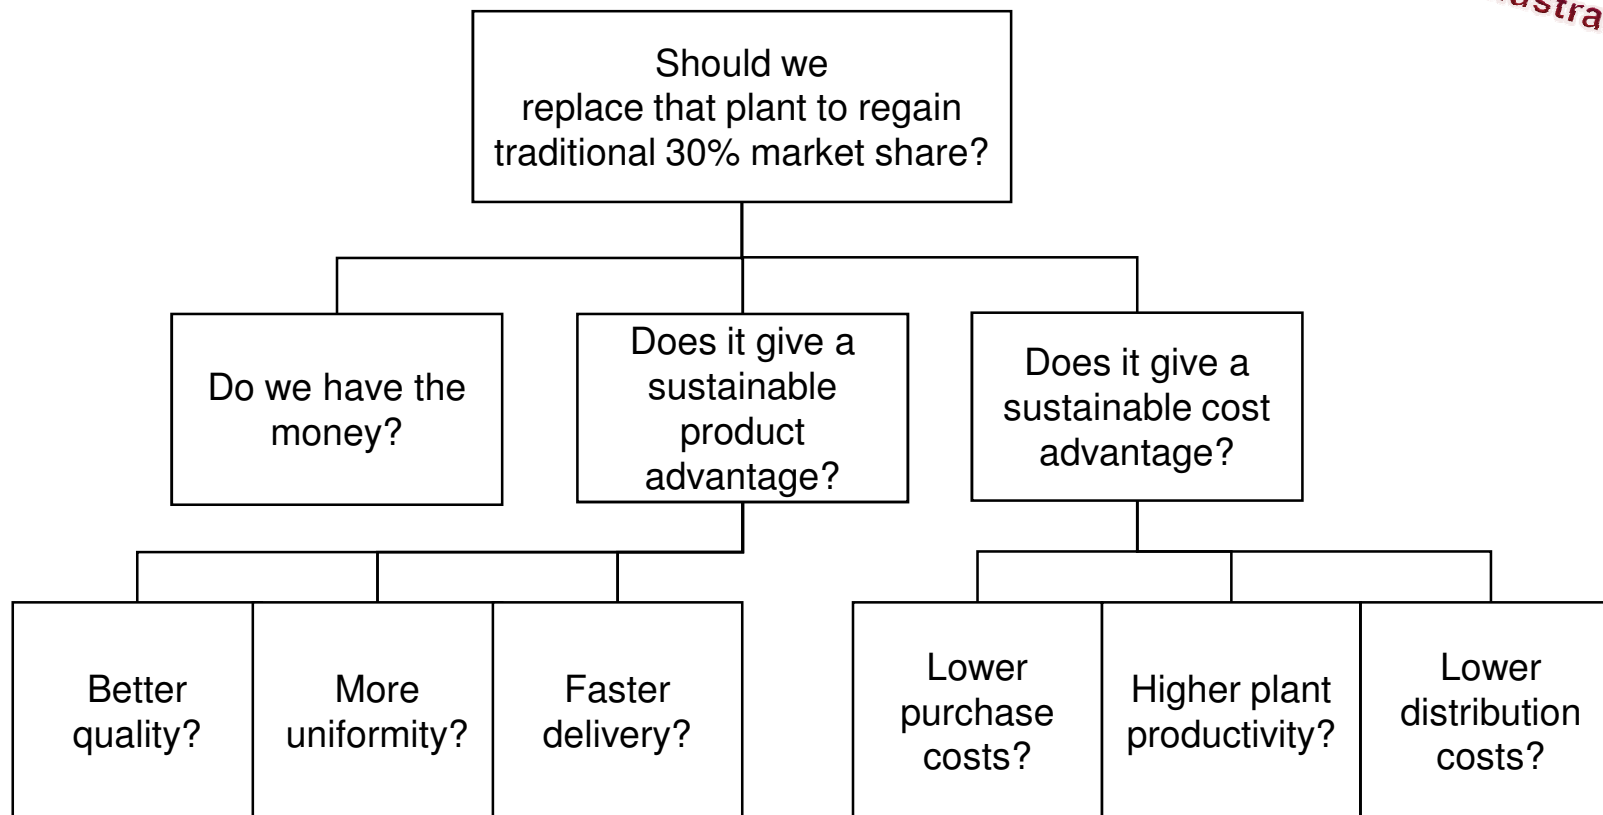 Should we
replace that plant to regain
traditional 30% market share?
Do we have the
money?
Does it give a
sustainable
product
advantage?
Does it give a
sustainable cost
advantage?
Better
quality?
More
uniformity?
Faster
delivery?
Lower
purchase
costs?
Higher plant
productivity?
Lower
distribution
costs?